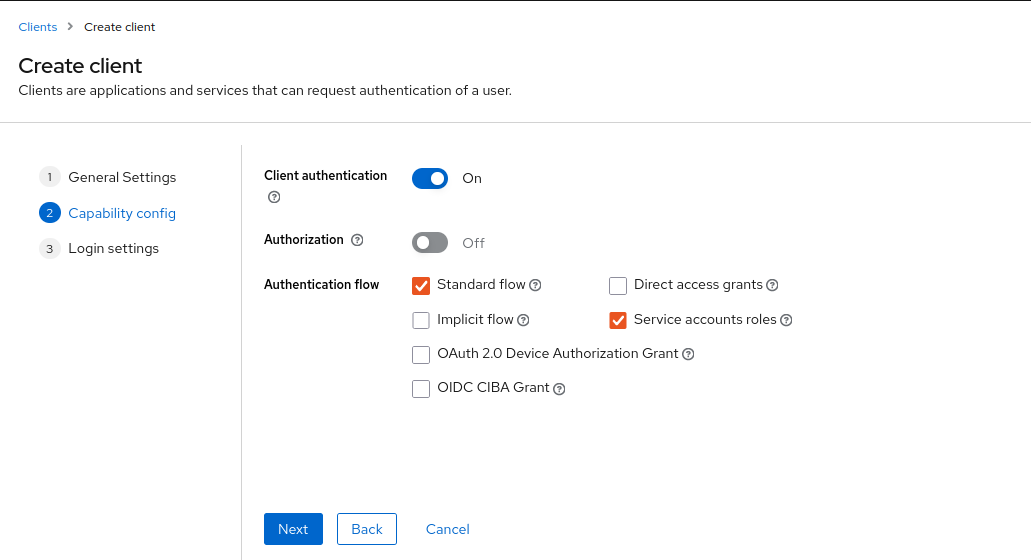 Clients > Create client
Create client
Clients are applications and services that can request authentication of a user.
1 General Settings
2 Capability config
3 Login settings
Client authentication ? On
Authorization ? Off
Authentication flow
Standard flow ? Direct access grants ?
Implicit flow ? Service accounts roles ?
OAuth 2.0 Device Authorization Grant ?
OIDC CIBA Grant ?
Next Back Cancel